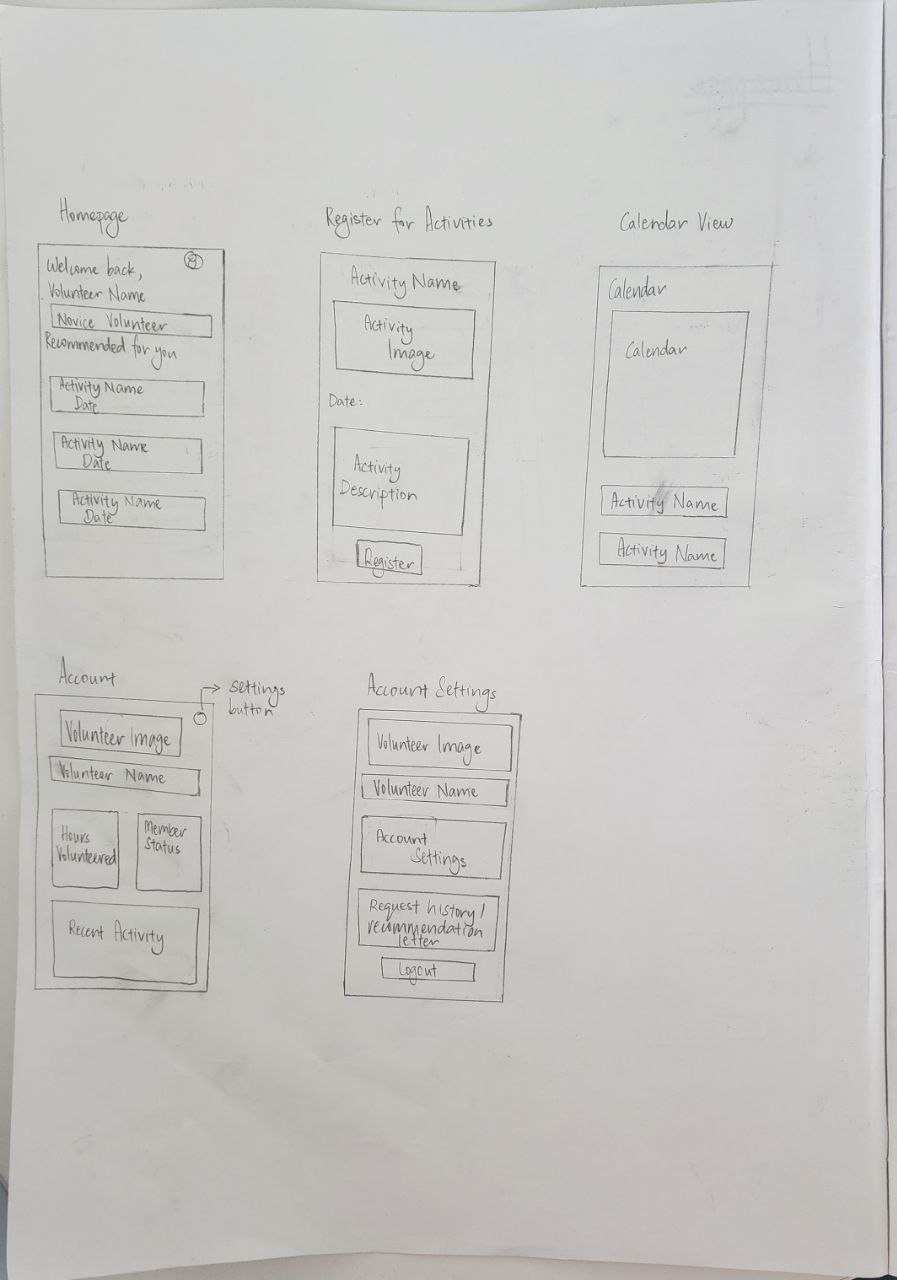 Homepage
Homepage
Welcome back,
Volunteer Name
Novice Volunteer
Recommended for you
Activity Name
Date
Activity Name
Date
Activity Name
Date
Register for Activities
Activity Name
Activity
Image
Date:
Activity
Description
Register
Calendar View
Calendar
Calendar
Activity Name
Activity Name
Account
settings
button
Volunteer Image
Volunteer Name
Hours
Volunteered
Member
Status
Recent Activity
Account Settings
Volunteer Image
Volunteer Name
Account
Settings
Request history/
recommendation
letter
Logout